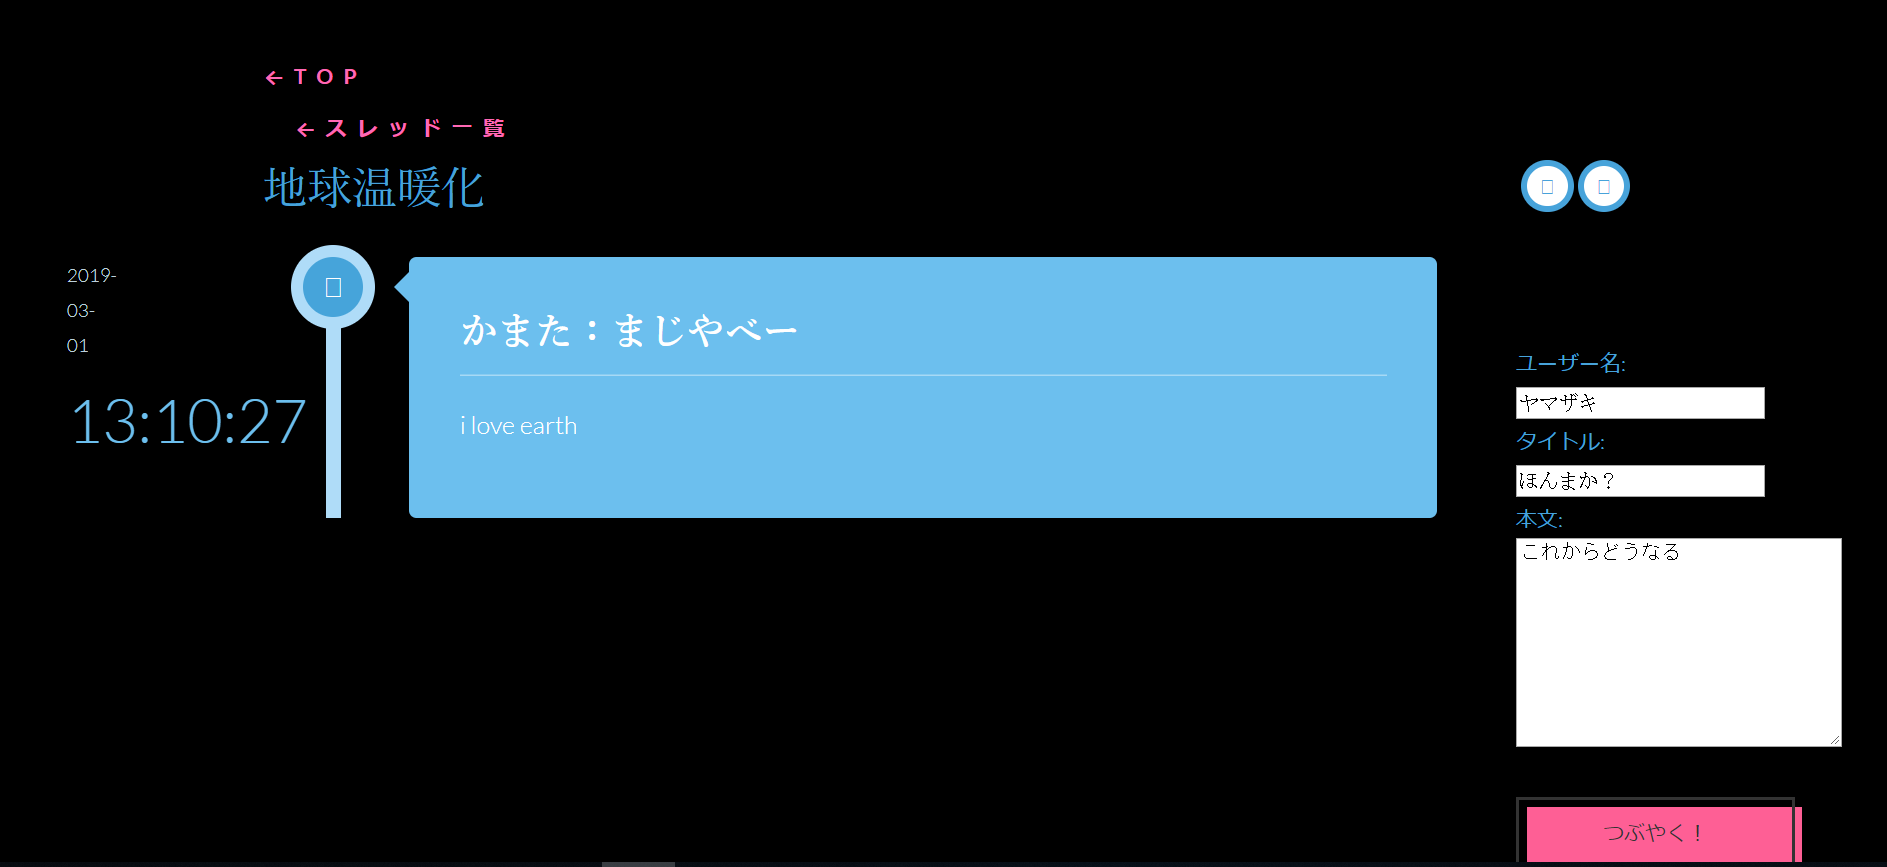 ← TOP
← スレッド一覧
地球温暖化
2019-
03-
01
13:10:27
かまた：まじやべー
i love earth
ユーザー名:
ヤマザキ
タイトル:
ほんまか？
本文:
これからどうなる
つぶやく！